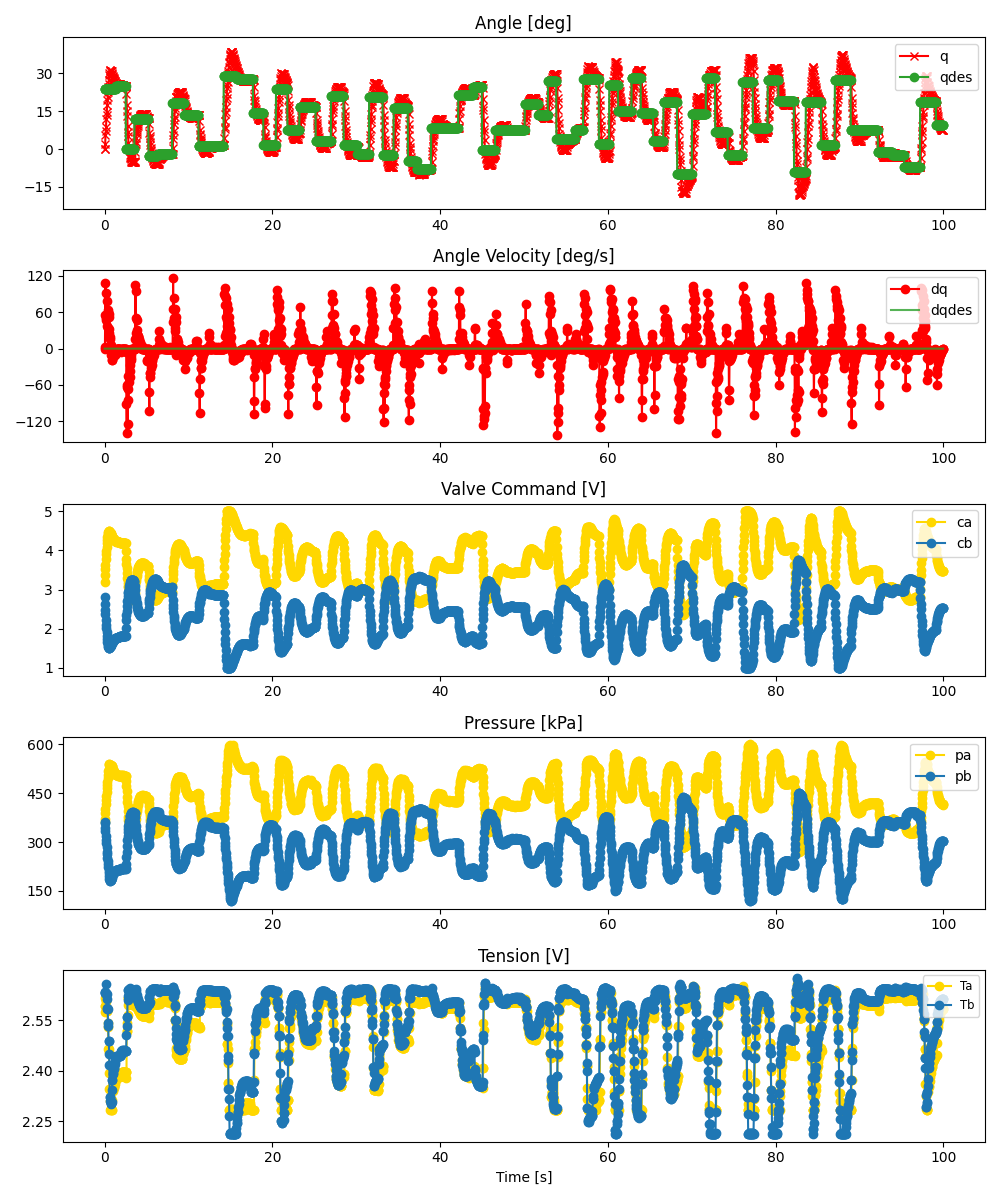 Angle [deg]
30
15
0
−15
q
qdes
0 20 40 60 80 100
Angle Velocity [deg/s]
120
60
0
−60
−120
dq
dqdes
0 20 40 60 80 100
Valve Command [V]
5
4
3
2
1
ca
cb
0 20 40 60 80 100
Pressure [kPa]
600
450
300
150
pa
pb
0 20 40 60 80 100
Tension [V]
2.55
2.40
2.25
Ta
Tb
0 20 40 60 80 100
Time [s]